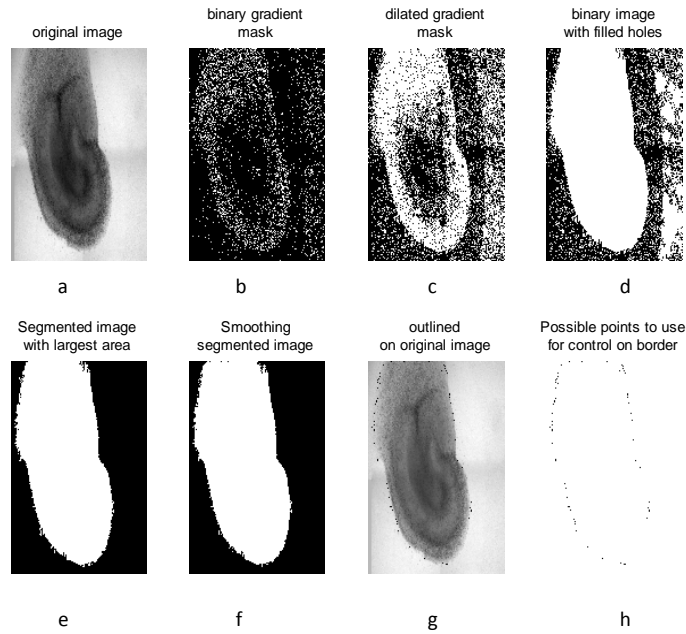 original image
binary gradient
mask
dilated gradient
mask
binary image
with filled holes
a
b
c
d
Segmented image
with largest area
Smoothing
segmented image
outlined
on original image
Possible points to use
for control on border
e
f
g
h